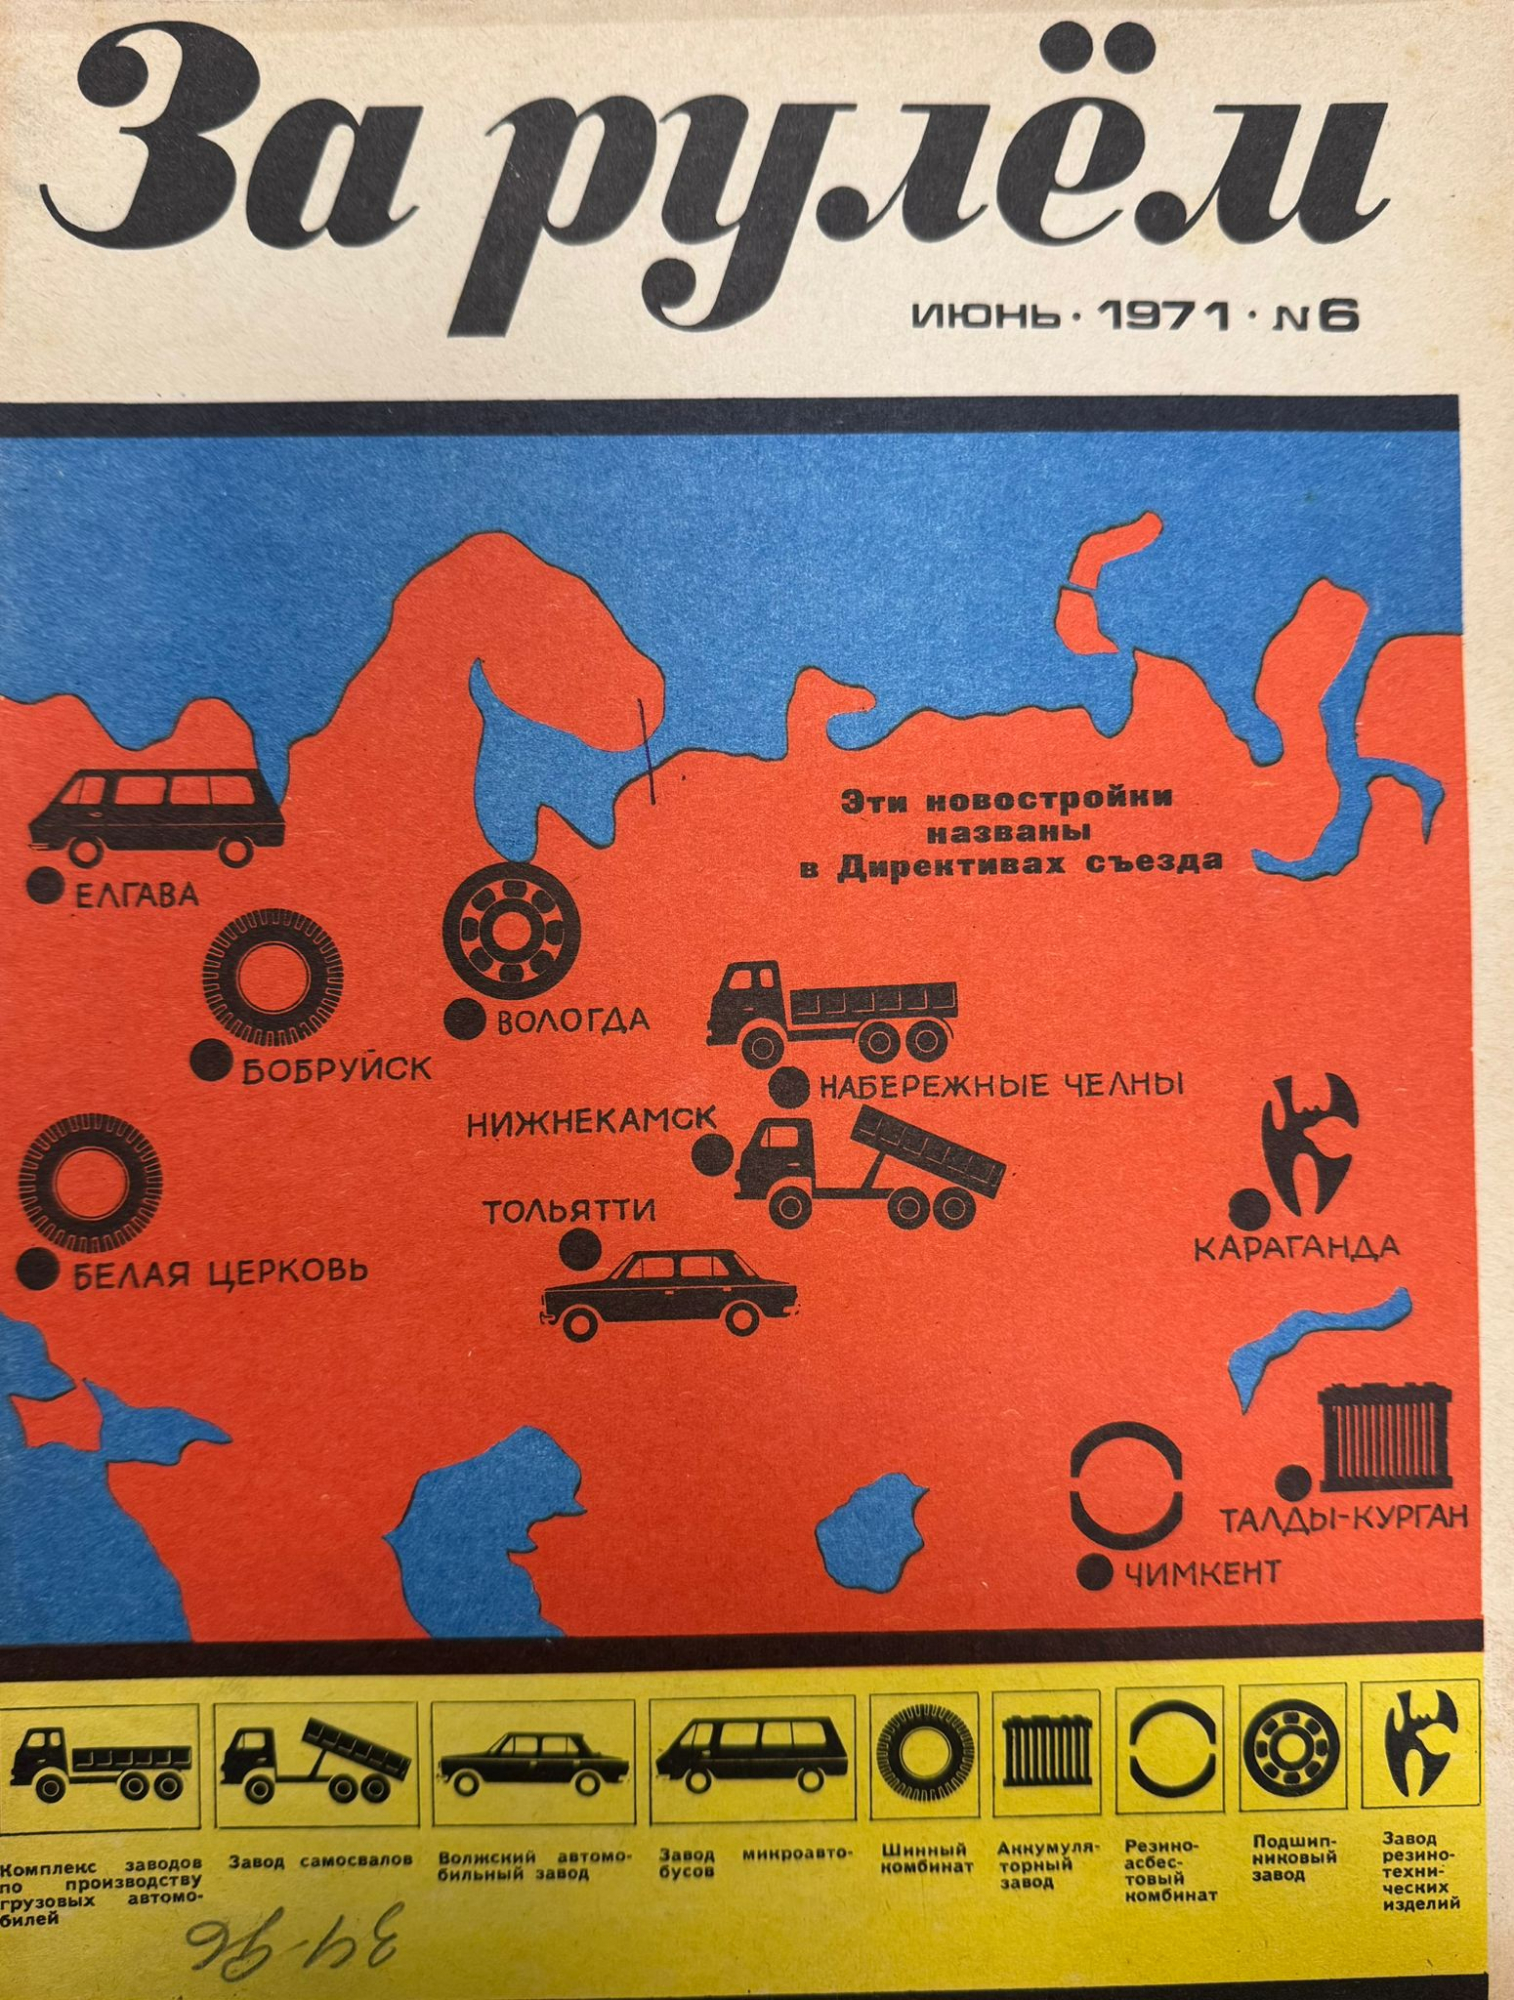 За рулём
ИЮНЬ · 1971 · N6
Эти новостройки
названы
в Директивах съезда
ЕЛГАВА
ВОЛОГДА
БОБРУЙСК
НАБЕРЕЖНЫЕ ЧЕЛНЫ
НИЖНЕКАМСК
ТОЛЬЯТТИ
КАРАГАНДА
БЕЛАЯ ЦЕРКОВЬ
ТАЛДЫ-КУРГАН
ЧИМКЕНТ
Комплекс заводов
по производству
грузовых автомо-
билей
Завод самосвалов
Волжский автомо-
бильный завод
Завод микроавто-
бусов
Шинный
комбинат
Аккумуля-
торный
завод
Резино-
асбес-
товый
комбинат
Подшип-
никовый
завод
Завод
резино-
техни-
ческих
изделий